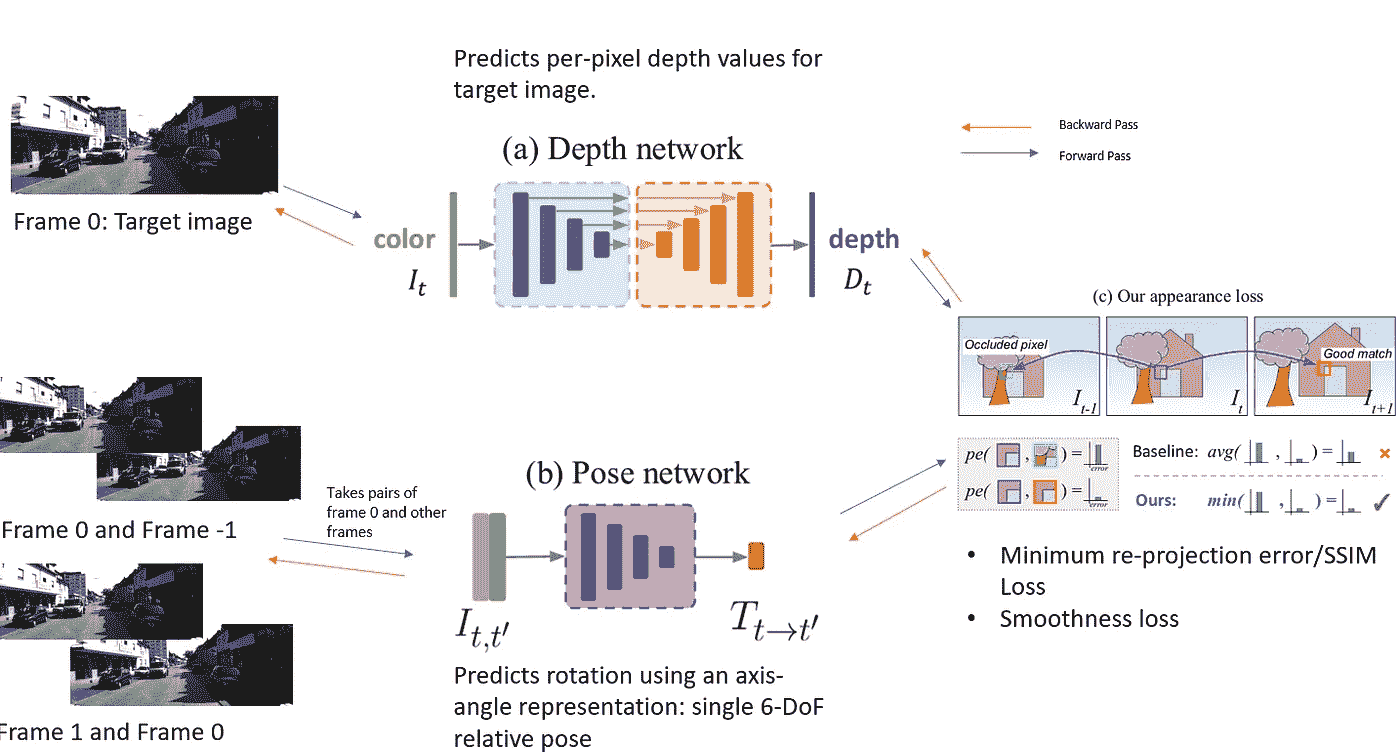 Predicts per-pixel depth values for
target image.
(a) Depth network
Backward Pass
Forward Pass
Frame 0: Target image
color
I_t
depth
D_t
(c) Our appearance loss
Occluded pixel
Good match
I_{t-1}
I_t
I_{t+1}
pe( , ) = error
pe( , ) = error
Baseline: avg( , ) = ×
Ours: min( , ) = ✓
Frame 0 and Frame -1
Takes pairs of
frame 0 and other
frames
(b) Pose network
I_{t,t'}
T_{t→t'}
Predicts rotation using an axis-
angle representation: single 6-DoF
relative pose
• Minimum re-projection error/SSIM
Loss
• Smoothness loss
Frame 1 and Frame 0